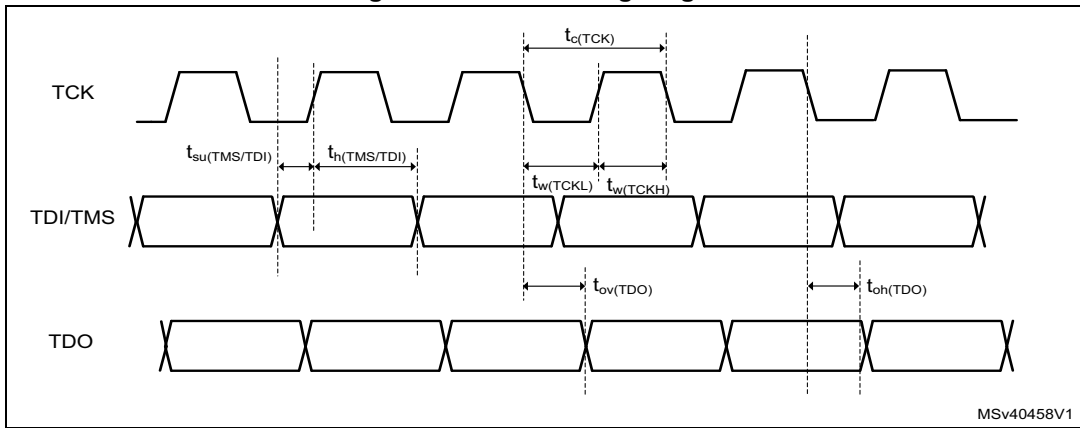 tc(TCK)
TCK
tsu(TMS/TDI)
th(TMS/TDI)
tw(TCKL)
tw(TCKH)
TDI/TMS
tov(TDO)
toh(TDO)
TDO
MSv40458V1